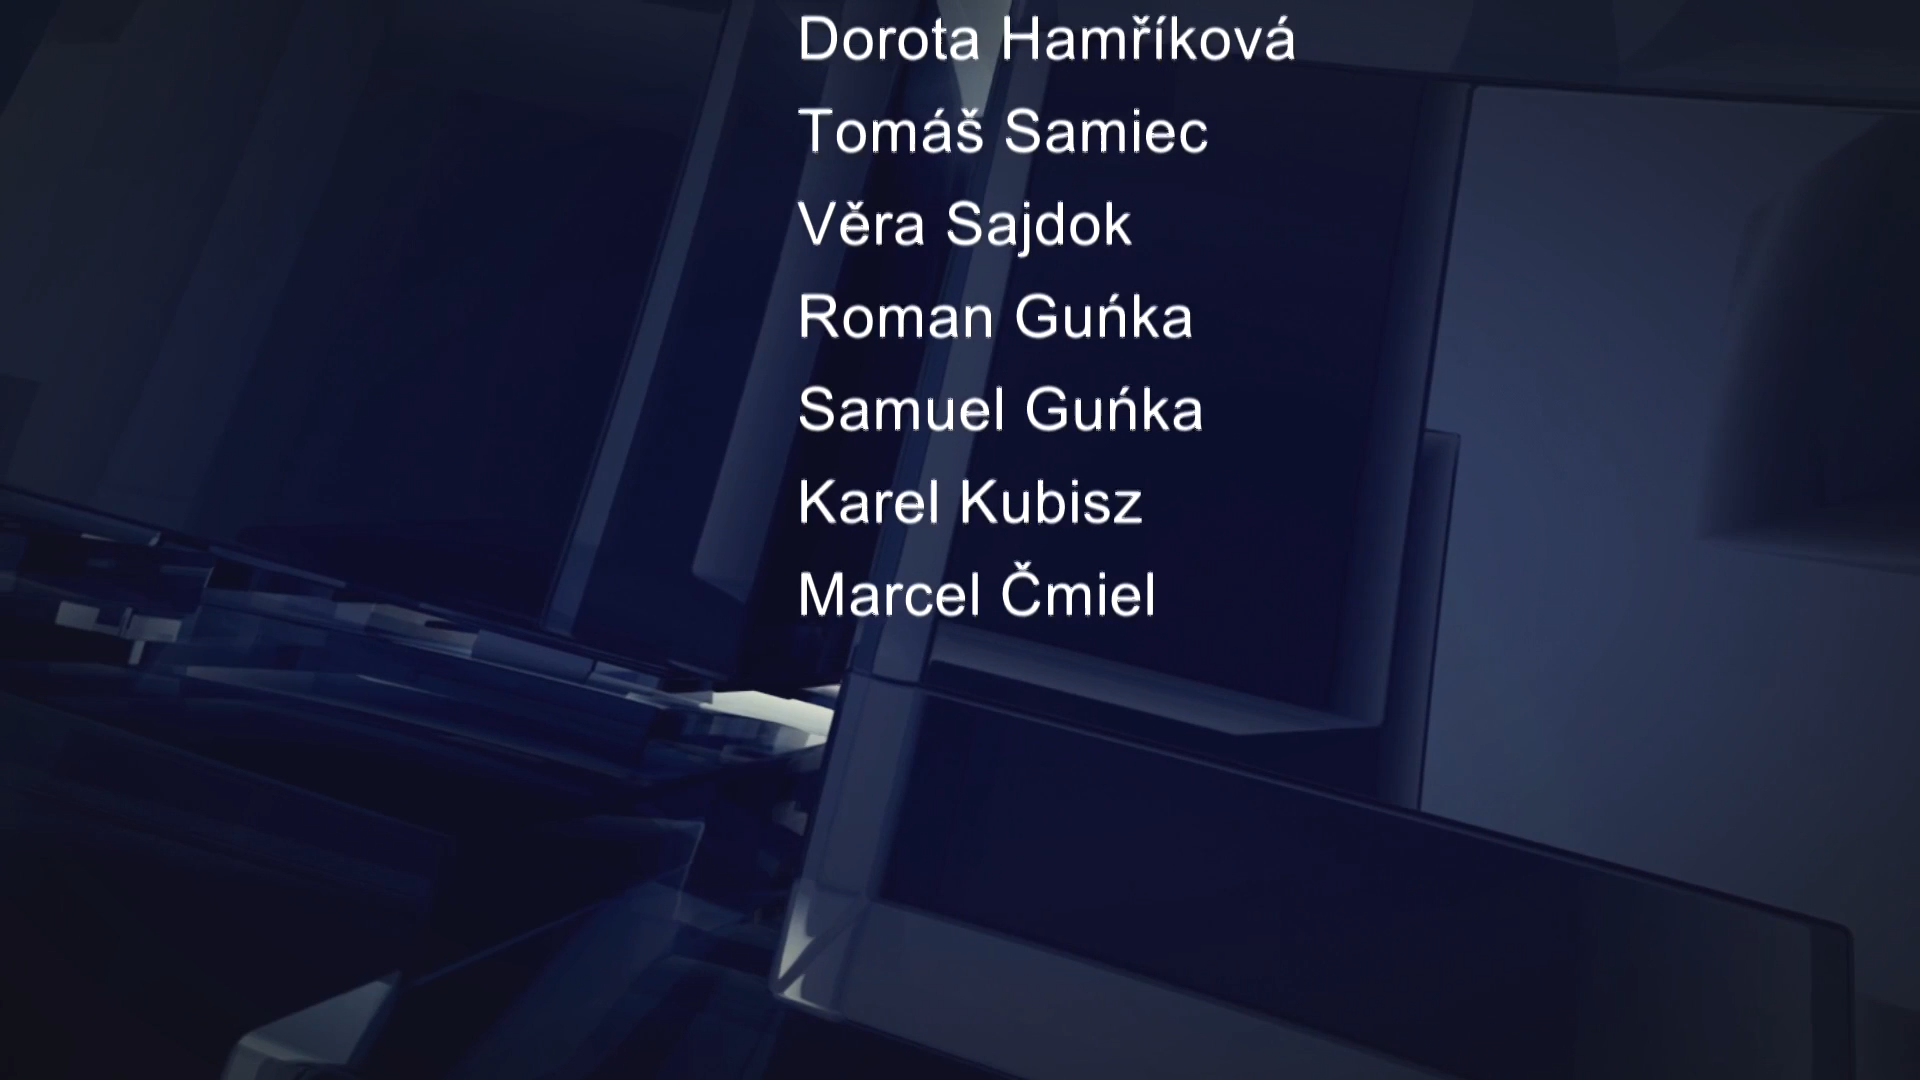 Dorota Hamříková
Tomáš Samiec
Věra Sajdok
Roman Guńka
Samuel Guńka
Karel Kubisz
Marcel Čmiel